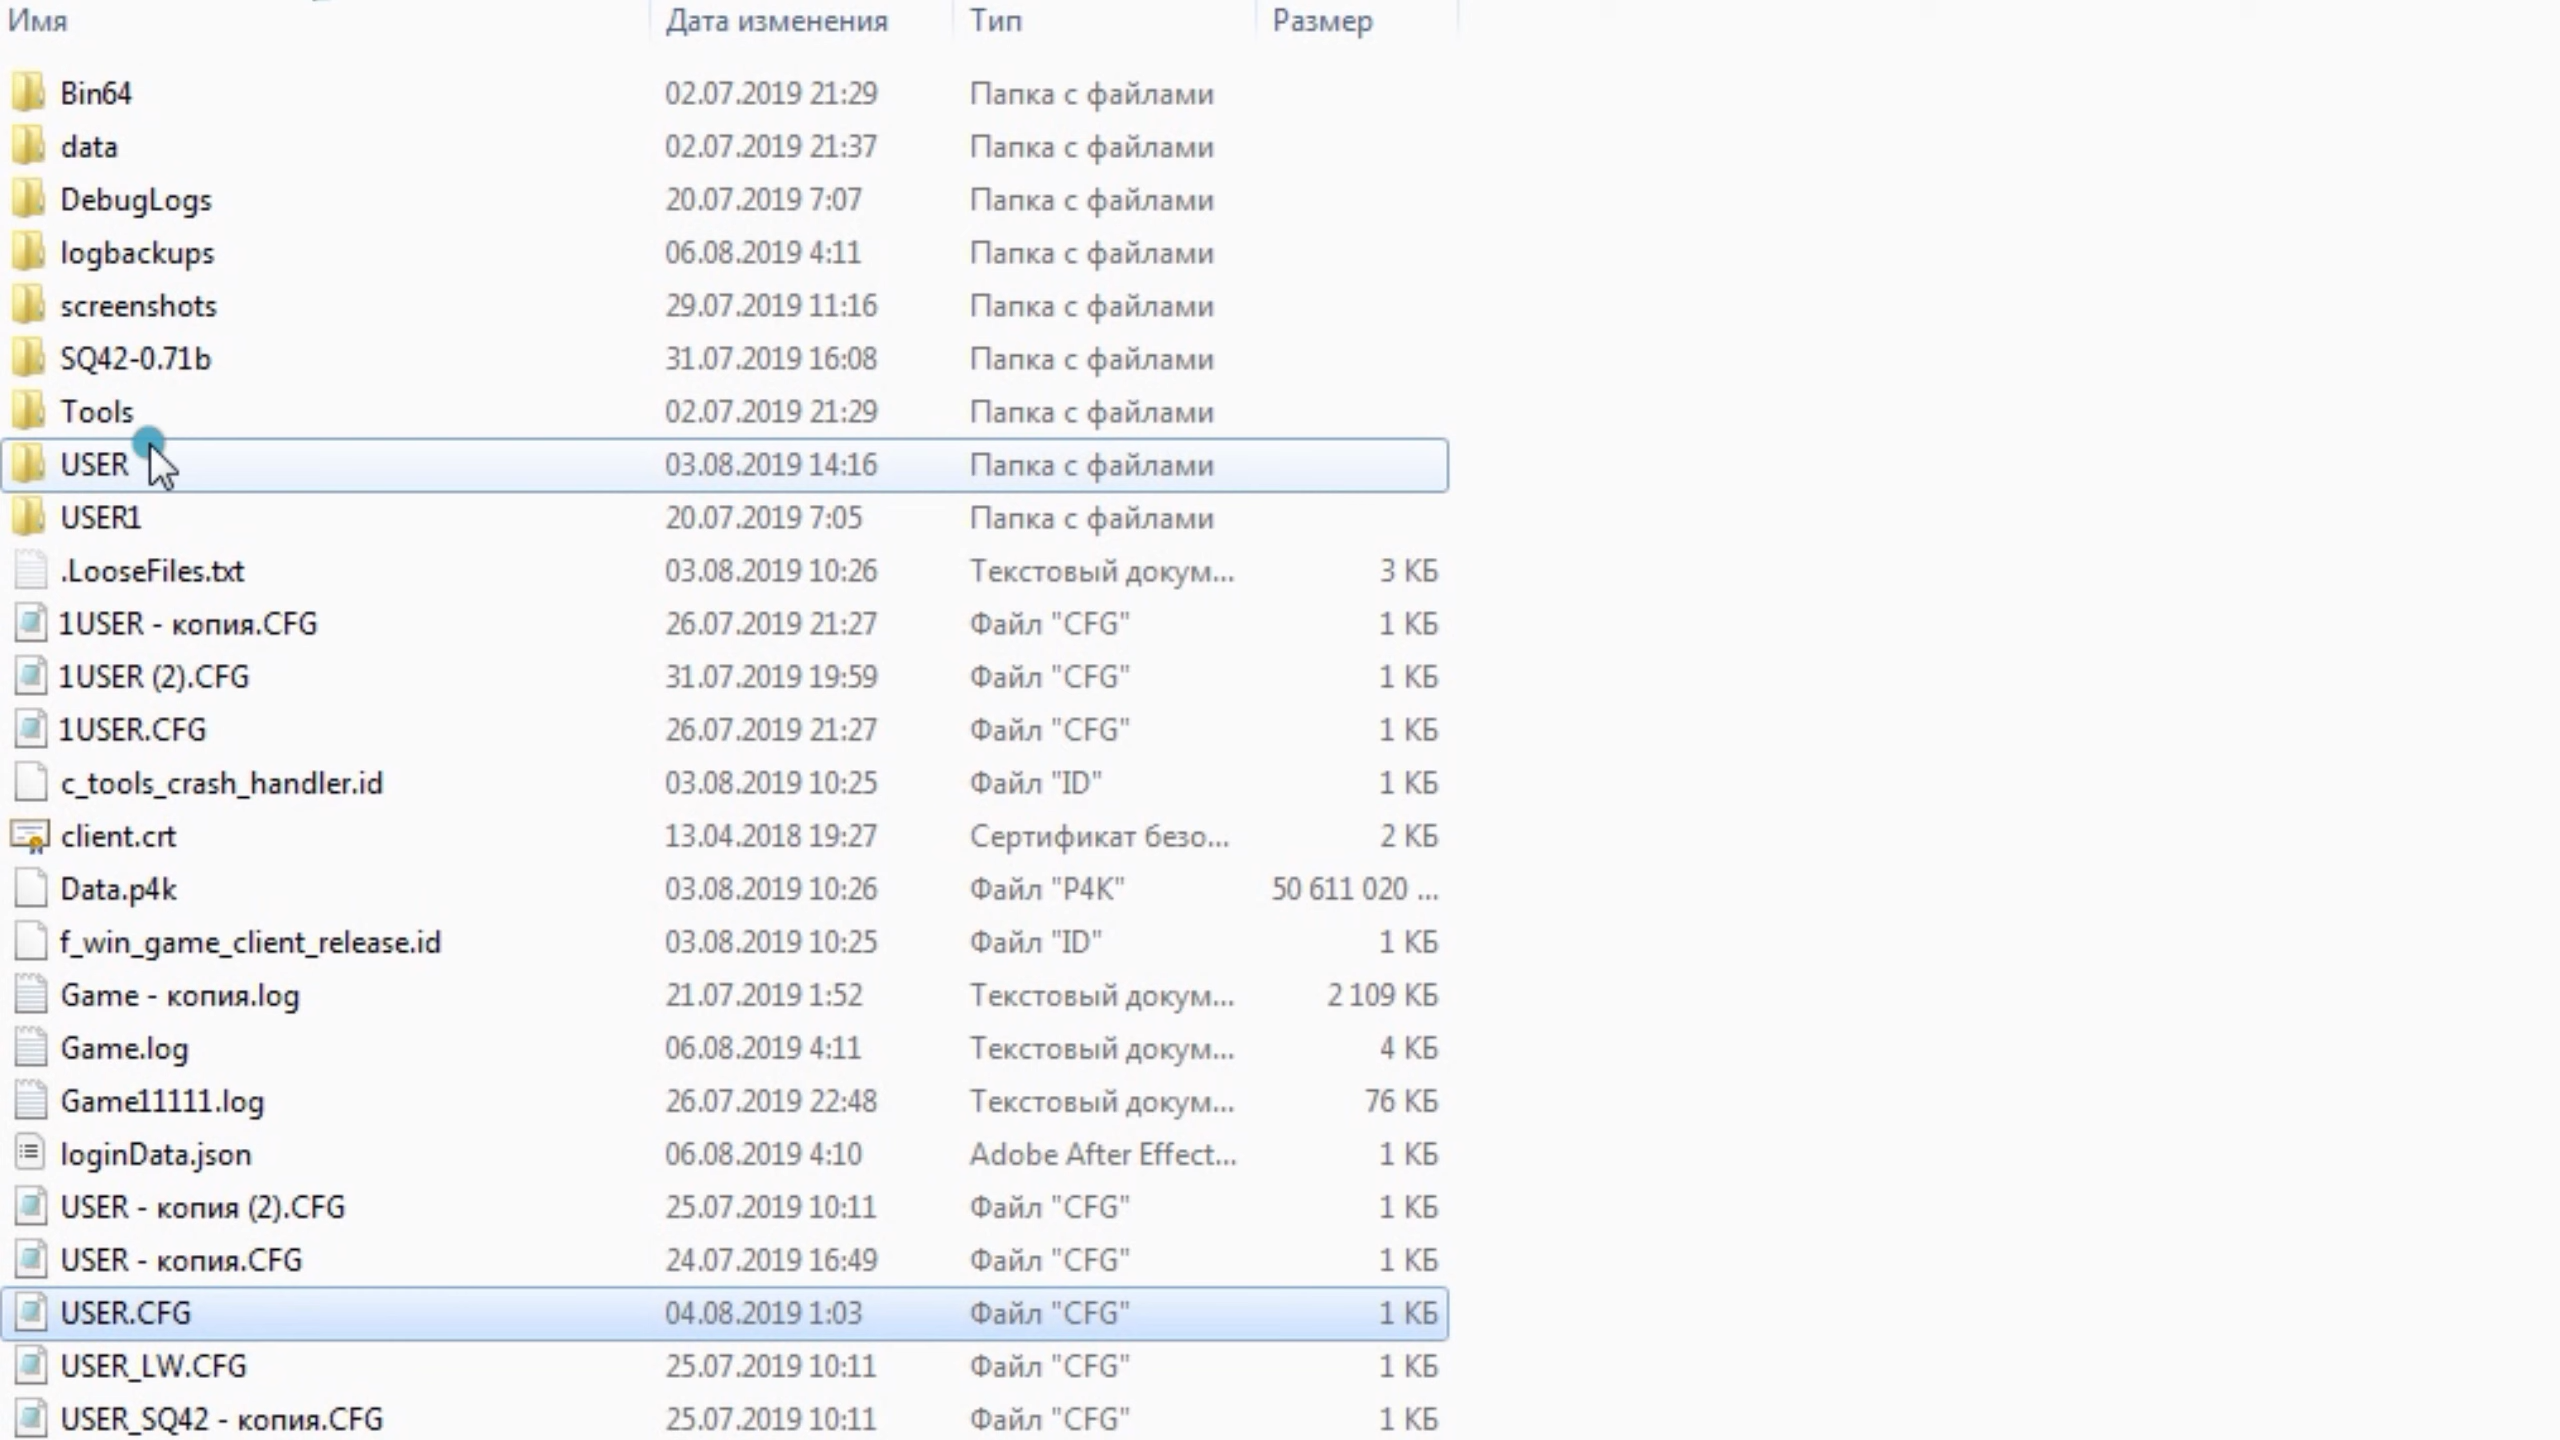 Имя Дата изменения Тип Размер
Bin64 02.07.2019 21:29 Папка с файлами
data 02.07.2019 21:37 Папка с файлами
DebugLogs 20.07.2019 7:07 Папка с файлами
logbackups 06.08.2019 4:11 Папка с файлами
screenshots 29.07.2019 11:16 Папка с файлами
SQ42-0.71b 31.07.2019 16:08 Папка с файлами
Tools 02.07.2019 21:29 Папка с файлами
USER 03.08.2019 14:16 Папка с файлами
USER1 20.07.2019 7:05 Папка с файлами
.LooseFiles.txt 03.08.2019 10:26 Текстовый докум... 3 КБ
1USER - копия.CFG 26.07.2019 21:27 Файл "CFG" 1 КБ
1USER (2).CFG 31.07.2019 19:59 Файл "CFG" 1 КБ
1USER.CFG 26.07.2019 21:27 Файл "CFG" 1 КБ
c_tools_crash_handler.id 03.08.2019 10:25 Файл "ID" 1 КБ
client.crt 13.04.2018 19:27 Сертификат безо... 2 КБ
Data.p4k 03.08.2019 10:26 Файл "P4K" 50 611 020 ...
f_win_game_client_release.id 03.08.2019 10:25 Файл "ID" 1 КБ
Game - копия.log 21.07.2019 1:52 Текстовый докум... 2 109 КБ
Game.log 06.08.2019 4:11 Текстовый докум... 4 КБ
Game11111.log 26.07.2019 22:48 Текстовый докум... 76 КБ
loginData.json 06.08.2019 4:10 Adobe After Effect... 1 КБ
USER - копия (2).CFG 25.07.2019 10:11 Файл "CFG" 1 КБ
USER - копия.CFG 24.07.2019 16:49 Файл "CFG" 1 КБ
USER.CFG 04.08.2019 1:03 Файл "CFG" 1 КБ
USER_LW.CFG 25.07.2019 10:11 Файл "CFG" 1 КБ
USER_SQ42 - копия.CFG 25.07.2019 10:11 Файл "CFG" 1 КБ